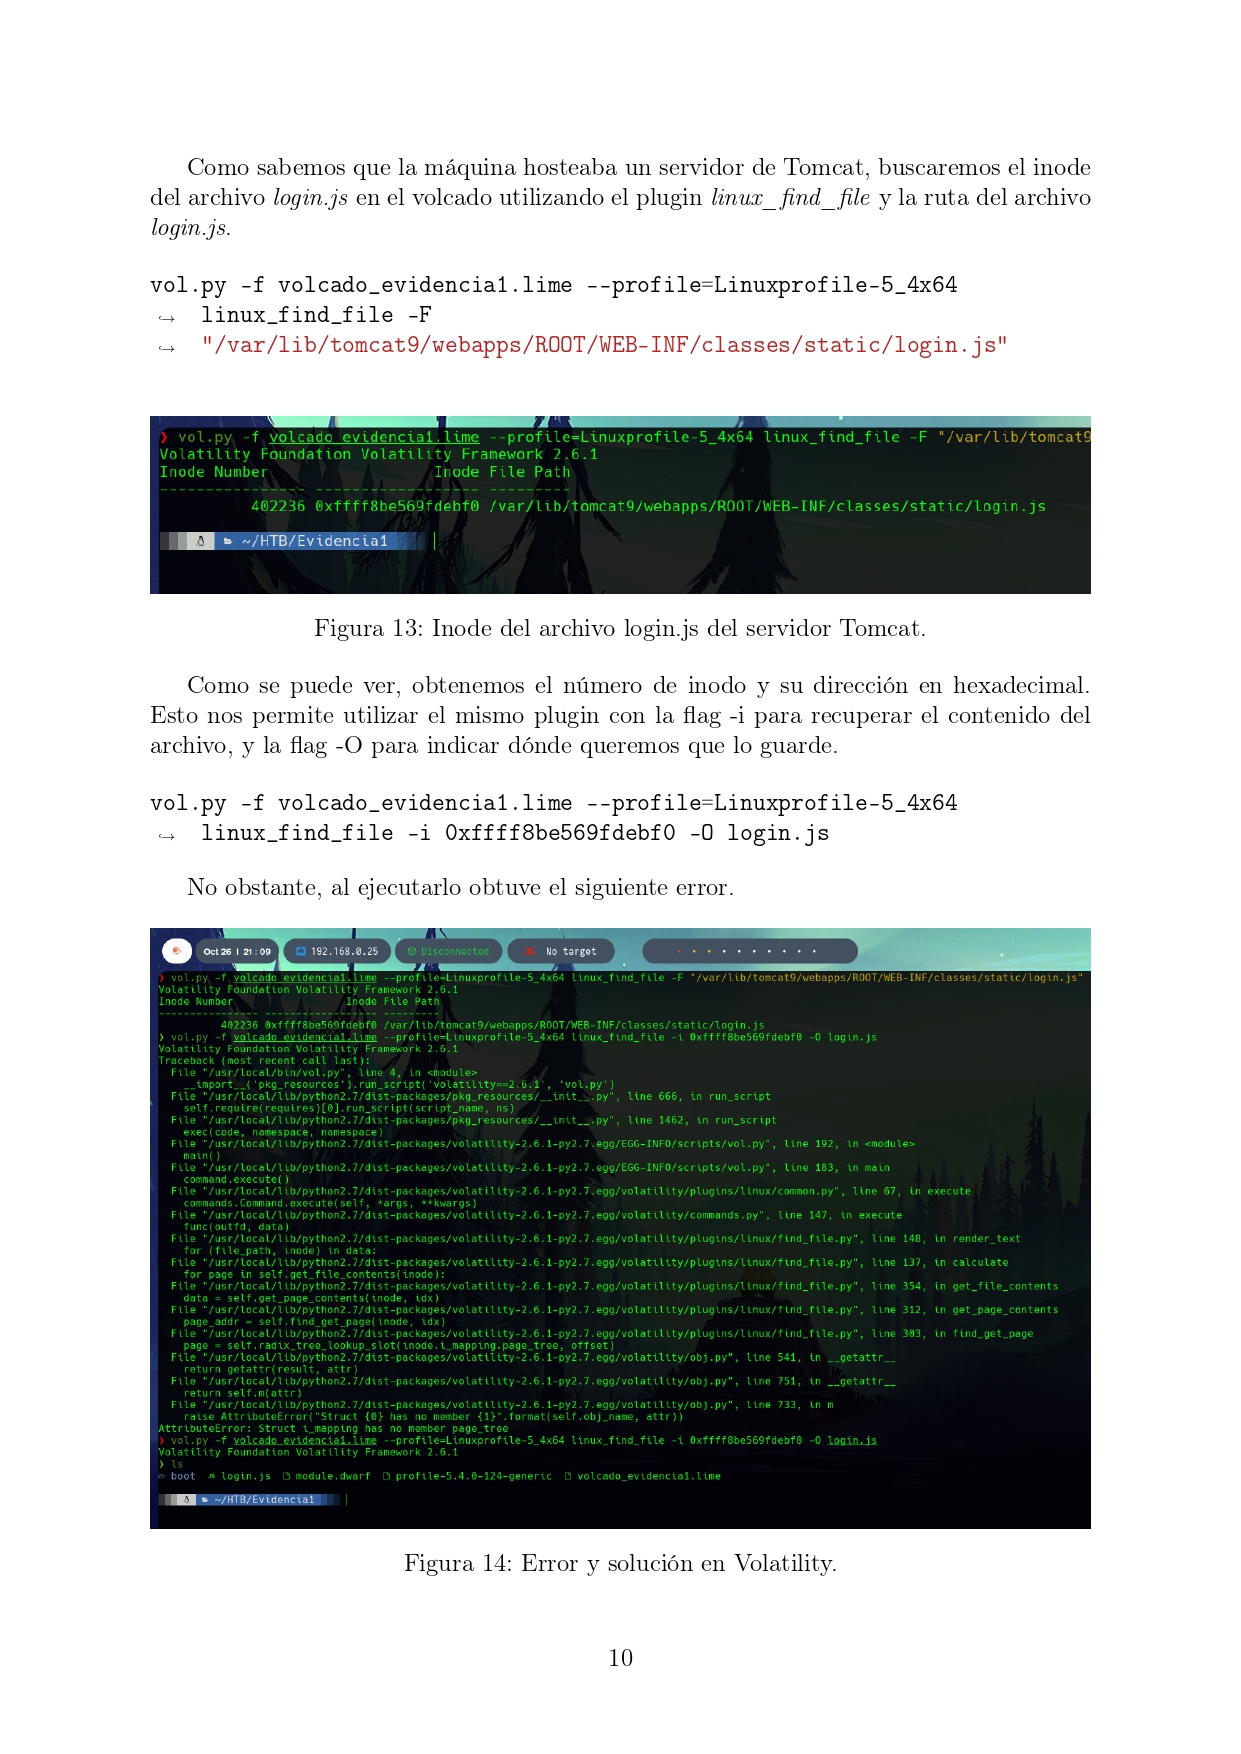 Como sabemos que la máquina hosteaba un servidor de Tomcat, buscaremos el inode
del archivo login.js en el volcado utilizando el plugin linux_find_file y la ruta del archivo
login.js.
vol.py -f volcado_evidencia1.lime --profile=Linuxprofile-5_4x64
↪ linux_find_file -F
↪ "/var/lib/tomcat9/webapps/ROOT/WEB-INF/classes/static/login.js"
❯ vol.py -f volcado_evidencia1.lime --profile=Linuxprofile-5_4x64 linux_find_file -F "/var/lib/tomcat9
Volatility Foundation Volatility Framework 2.6.1
Inode Number                  Inode File Path
---------------- ------------------ ---------
402236 0xffff8be569fdebf0 /var/lib/tomcat9/webapps/ROOT/WEB-INF/classes/static/login.js
~/HTB/Evidencia1
Figura 13: Inode del archivo login.js del servidor Tomcat.
Como se puede ver, obtenemos el número de inodo y su dirección en hexadecimal.
Esto nos permite utilizar el mismo plugin con la flag -i para recuperar el contenido del
archivo, y la flag -O para indicar dónde queremos que lo guarde.
vol.py -f volcado_evidencia1.lime --profile=Linuxprofile-5_4x64
↪ linux_find_file -i 0xffff8be569fdebf0 -O login.js
No obstante, al ejecutarlo obtuve el siguiente error.
Oct 26 | 21:09 192.168.0.25 Disconnected No target
❯ vol.py -f volcado_evidencia1.lime --profile=Linuxprofile-5_4x64 linux_find_file -F "/var/lib/tomcat9/webapps/ROOT/WEB-INF/classes/static/login.js"
Volatility Foundation Volatility Framework 2.6.1
Inode Number                  Inode File Path
---------------- ------------------ ---------
402236 0xffff8be569fdebf0 /var/lib/tomcat9/webapps/ROOT/WEB-INF/classes/static/login.js
❯ vol.py -f volcado_evidencia1.lime --profile=Linuxprofile-5_4x64 linux_find_file -i 0xffff8be569fdebf0 -O login.js
Volatility Foundation Volatility Framework 2.6.1
Traceback (most recent call last):
File "/usr/local/bin/vol.py", line 4, in <module>
__import__('pkg_resources').run_script('volatility==2.6.1', 'vol.py')
File "/usr/local/lib/python2.7/dist-packages/pkg_resources/__init__.py", line 666, in run_script
self.require(requires)[0].run_script(script_name, ns)
File "/usr/local/lib/python2.7/dist-packages/pkg_resources/__init__.py", line 1462, in run_script
exec(code, namespace, namespace)
File "/usr/local/lib/python2.7/dist-packages/volatility-2.6.1-py2.7.egg/EGG-INFO/scripts/vol.py", line 192, in <module>
main()
File "/usr/local/lib/python2.7/dist-packages/volatility-2.6.1-py2.7.egg/EGG-INFO/scripts/vol.py", line 183, in main
command.execute()
File "/usr/local/lib/python2.7/dist-packages/volatility-2.6.1-py2.7.egg/volatility/plugins/linux/common.py", line 67, in execute
commands.Command.execute(self, *args, **kwargs)
File "/usr/local/lib/python2.7/dist-packages/volatility-2.6.1-py2.7.egg/volatility/commands.py", line 147, in execute
func(outfd, data)
File "/usr/local/lib/python2.7/dist-packages/volatility-2.6.1-py2.7.egg/volatility/plugins/linux/find_file.py", line 148, in render_text
for (file_path, inode) in data:
File "/usr/local/lib/python2.7/dist-packages/volatility-2.6.1-py2.7.egg/volatility/plugins/linux/find_file.py", line 137, in calculate
for page in self.get_file_contents(inode):
File "/usr/local/lib/python2.7/dist-packages/volatility-2.6.1-py2.7.egg/volatility/plugins/linux/find_file.py", line 354, in get_file_contents
data = self.get_page_contents(inode, idx)
File "/usr/local/lib/python2.7/dist-packages/volatility-2.6.1-py2.7.egg/volatility/plugins/linux/find_file.py", line 312, in get_page_contents
page_addr = self.find_get_page(inode, idx)
File "/usr/local/lib/python2.7/dist-packages/volatility-2.6.1-py2.7.egg/volatility/plugins/linux/find_file.py", line 303, in find_get_page
page = self.radix_tree_lookup_slot(inode.i_mapping.page_tree, offset)
File "/usr/local/lib/python2.7/dist-packages/volatility-2.6.1-py2.7.egg/volatility/obj.py", line 541, in __getattr__
return getattr(result, attr)
File "/usr/local/lib/python2.7/dist-packages/volatility-2.6.1-py2.7.egg/volatility/obj.py", line 751, in __getattr__
return self.m(attr)
File "/usr/local/lib/python2.7/dist-packages/volatility-2.6.1-py2.7.egg/volatility/obj.py", line 733, in m
raise AttributeError("Struct {0} has no member {1}".format(self.obj_name, attr))
AttributeError: Struct i_mapping has no member page_tree
❯ vol.py -f volcado_evidencia1.lime --profile=Linuxprofile-5_4x64 linux_find_file -i 0xffff8be569fdebf0 -O login.js
Volatility Foundation Volatility Framework 2.6.1
❯ ls
boot login.js module.dwarf profile-5.4.0-124-generic volcado_evidencia1.lime
~/HTB/Evidencia1
Figura 14: Error y solución en Volatility.
10